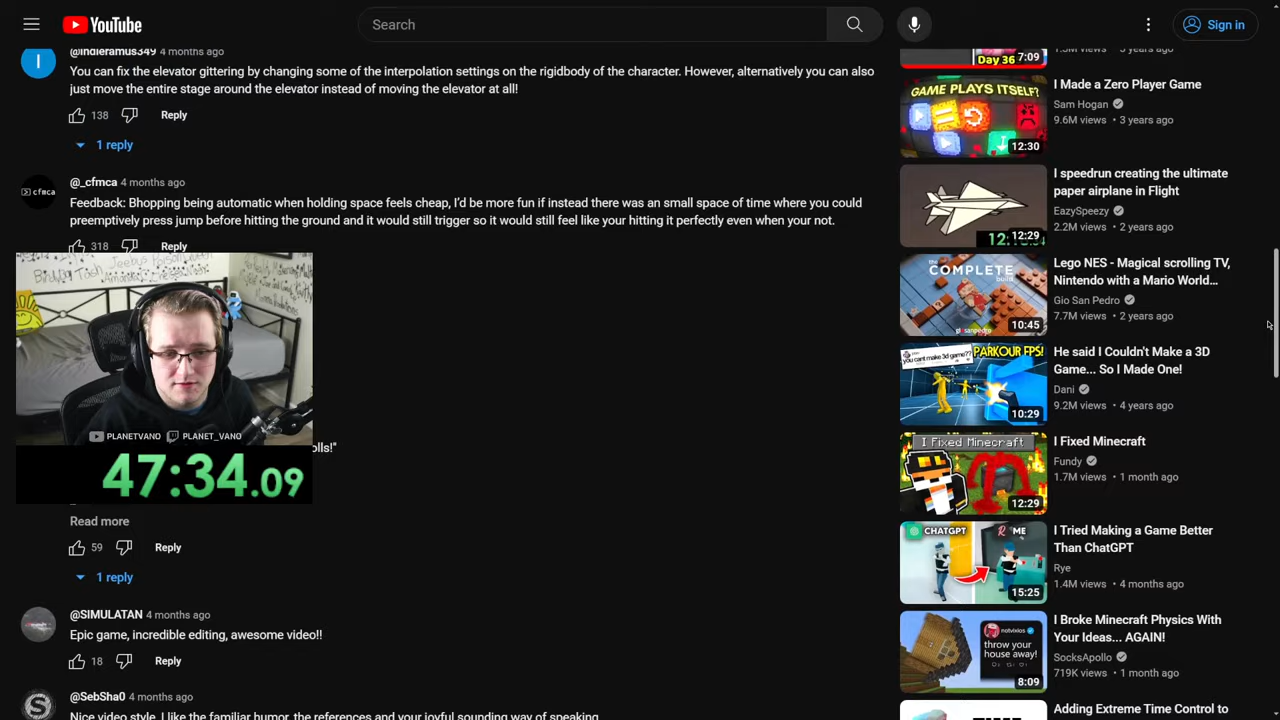 YouTube
Search
Sign in
@indieramus349 4 months ago
You can fix the elevator gittering by changing some of the interpolation settings on the rigidbody of the character. However, alternatively you can also
just move the entire stage around the elevator instead of moving the elevator at all!
138
Reply
1 reply
cfmca
@_cfmca 4 months ago
Feedback: Bhopping being automatic when holding space feels cheap, I'd be more fun if instead there was an small space of time where you could
preemptively press jump before hitting the ground and it would still trigger so it would still feel like your hitting it perfectly even when your not.
318
Reply
PLANETVANO
PLANET_VANO
olls!"
47:34.09
Read more
59
Reply
1 reply
@SIMULATAN 4 months ago
Epic game, incredible editing, awesome video!!
18
Reply
@SebSha0 4 months ago
Nice video style, I like the familiar humor, the references and your joyful sounding way of speaking
Day 36
7:09
GAME PLAYS ITSELF?
12:30
I Made a Zero Player Game
Sam Hogan
9.6M views • 3 years ago
12:29
I speedrun creating the ultimate
paper airplane in Flight
EazySpeezy
2.2M views • 2 years ago
the
COMPLETE
build
giosanpedro
10:45
Lego NES - Magical scrolling TV,
Nintendo with a Mario World...
Gio San Pedro
7.7M views • 2 years ago
you cant make 3d game??
PARKOUR FPS!
10:29
He said I Couldn't Make a 3D
Game... So I Made One!
Dani
9.2M views • 4 years ago
I Fixed Minecraft
12:29
I Fixed Minecraft
Fundy
1.7M views • 1 month ago
CHATGPT
ME
15:25
I Tried Making a Game Better
Than ChatGPT
Rye
1.4M views • 4 months ago
notvixios
throw your
house away!
8:09
I Broke Minecraft Physics With
Your Ideas... AGAIN!
SocksApollo
719K views • 1 month ago
Adding Extreme Time Control to